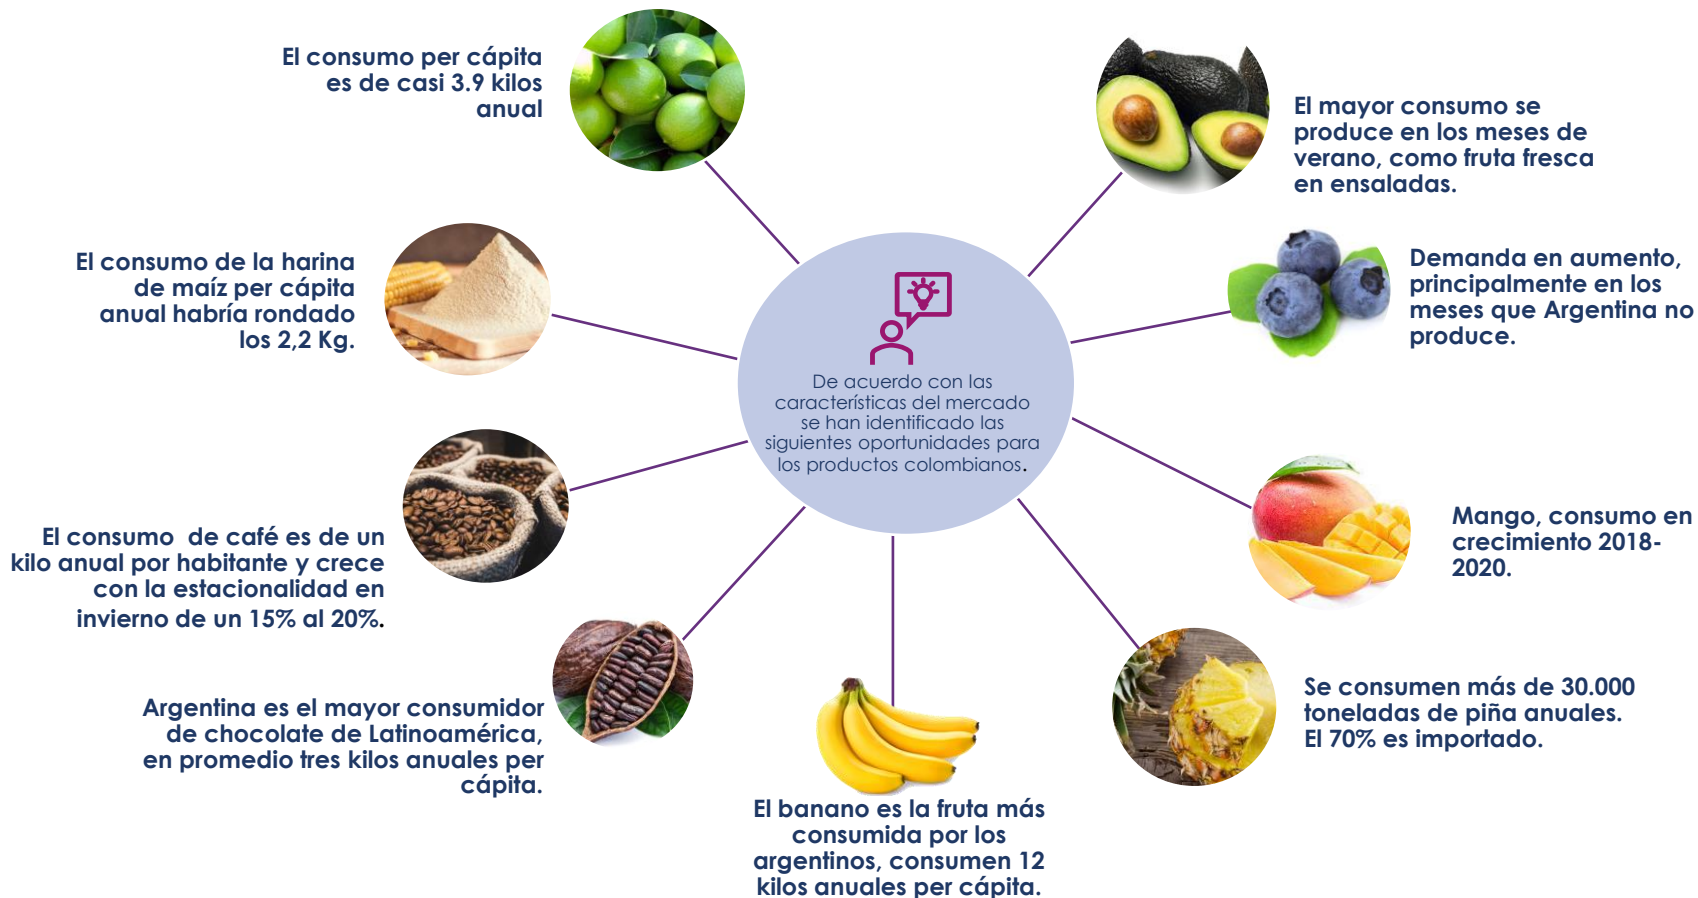 El consumo per cápita
es de casi 3.9 kilos
anual
El mayor consumo se
produce en los meses de
verano, como fruta fresca
en ensaladas.
El consumo de la harina
de maíz per cápita
anual habría rondado
los 2,2 Kg.
Demanda en aumento,
principalmente en los
meses que Argentina no
produce.
De acuerdo con las
características del mercado
se han identificado las
siguientes oportunidades para
los productos colombianos.
El consumo  de café es de un
kilo anual por habitante y crece
con la estacionalidad en
invierno de un 15% al 20%.
Mango, consumo en
crecimiento 2018-
2020.
Argentina es el mayor consumidor
de chocolate de Latinoamérica,
en promedio tres kilos anuales per
cápita.
Se consumen más de 30.000
toneladas de piña anuales.
El 70% es importado.
El banano es la fruta más
consumida por los
argentinos, consumen 12
kilos anuales per cápita.